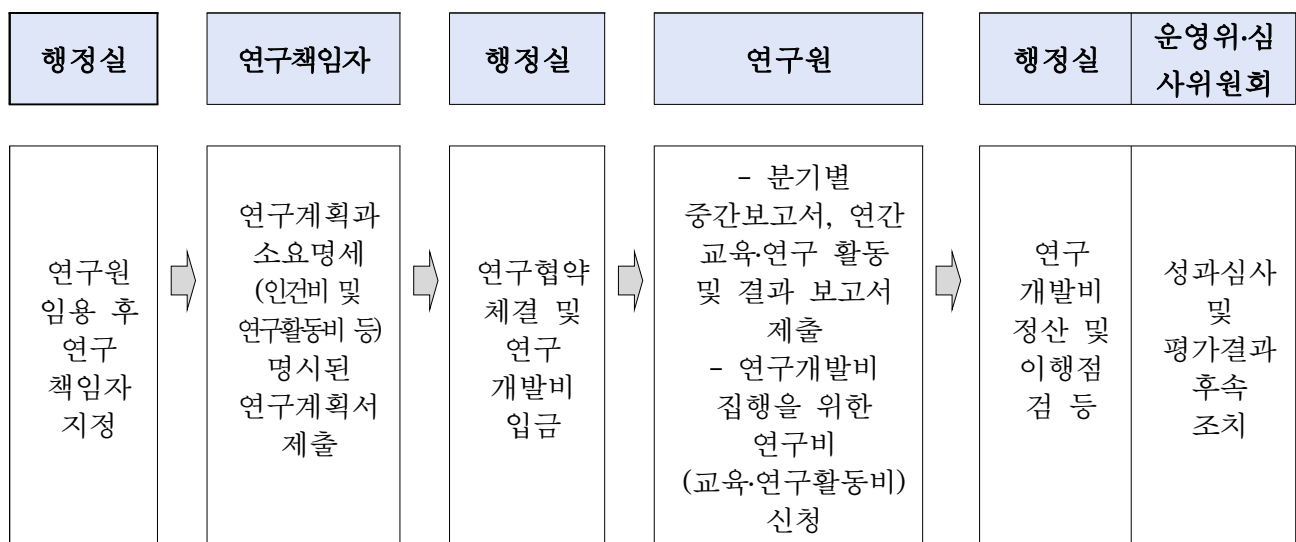 행정실
연구책임자
행정실
연구원
행정실
운영위·심
사위원회
연구원
임용 후
연구
책임자
지정
연구계획과
소요명세
(인건비 및
연구활동비 등)
명시된
연구계획서
제출
연구협약
체결 및
연구
개발비
입금
- 분기별
중간보고서, 연간
교육·연구 활동
및 결과 보고서
제출
- 연구개발비
집행을 위한
연구비
(교육·연구활동비)
신청
연구
개발비
정산 및
이행점
검 등
성과심사
및
평가결과
후속
조치